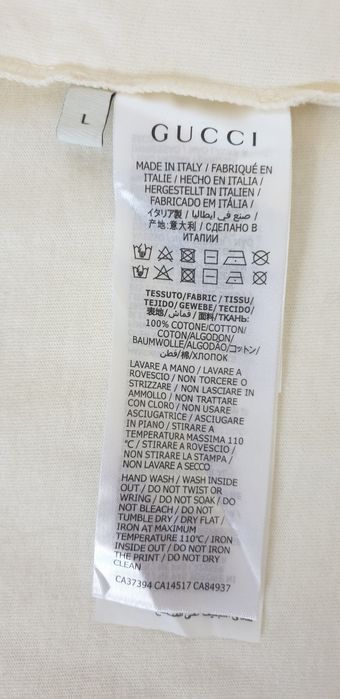 L
GUCCI
MADE IN ITALY / FABRIQUÉ EN
ITALIE / HECHO EN ITALIA /
HERGESTELLT IN ITALIEN /
FABRICADO EM ITÁLIA /
イタリア製 / صنع في ايطاليا /
产地:意大利 / СДЕЛАНО В
ИТАЛИИ
TESSUTO/FABRIC / TISSU/
TEJIDO/ GEWEBE/ TECIDO/
表地/ قماش/ 面料/ТКАНЬ:
100% COTONE/COTTON/
COTON/ALGODON/
BAUMWOLLE/ALGODÃO/コットン/
قطن/棉/ХЛОПОК
LAVARE A MANO / LAVARE A
ROVESCIO / NON TORCERE O
STRIZZARE / NON LASCIARE IN
AMMOLLO / NON TRATTARE
CON CLORO / NON USARE
ASCIUGATRICE / ASCIUGARE
IN PIANO / STIRARE A
TEMPERATURA MASSIMA 110
℃ / STIRARE A ROVESCIO /
NON STIRARE LA STAMPA /
NON LAVARE A SECCO
HAND WASH / WASH INSIDE
OUT / DO NOT TWIST OR
WRING / DO NOT SOAK / DO
NOT BLEACH / DO NOT
TUMBLE DRY / DRY FLAT /
IRON AT MAXIMUM
TEMPERATURE 110℃ / IRON
INSIDE OUT / DO NOT IRON
THE PRINT / DO NOT DRY
CLEAN
CA37394 CA14517 CA84937